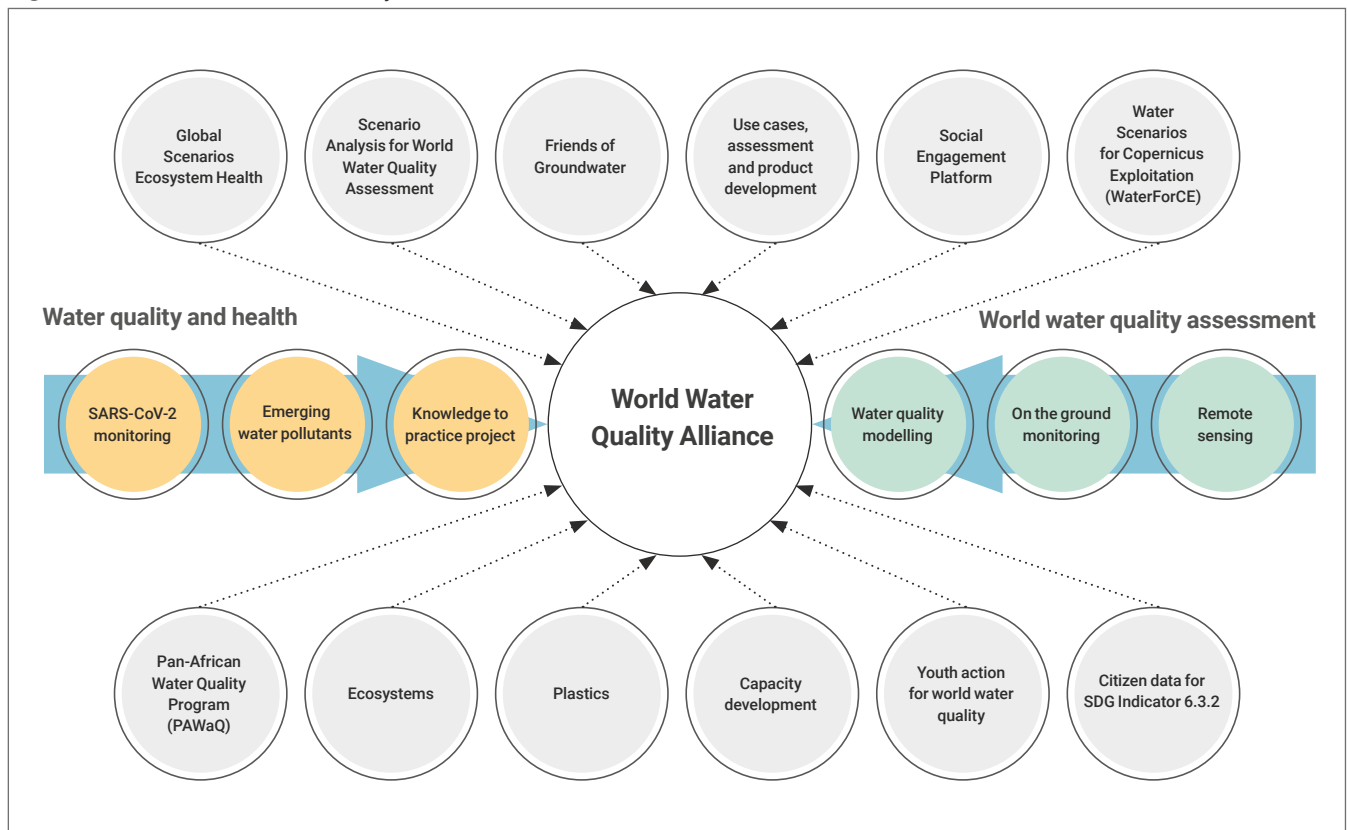 Global
Scenarios
Ecosystem Health
Scenario
Analysis for World
Water Quality
Assessment
Friends of
Groundwater
Use cases,
assessment
and product
development
Social
Engagement
Platform
Water
Scenarios
for Copernicus
Exploitation
(WaterForCE)
Water quality and health
SARS-CoV-2
monitoring
Emerging
water pollutants
Knowledge to
practice project
World Water
Quality Alliance
World water quality assessment
Water quality
modelling
On the ground
monitoring
Remote
sensing
Pan-African
Water Quality
Program
(PAWaQ)
Ecosystems
Plastics
Capacity
development
Youth action
for world water
quality
Citizen data for
SDG Indicator 6.3.2